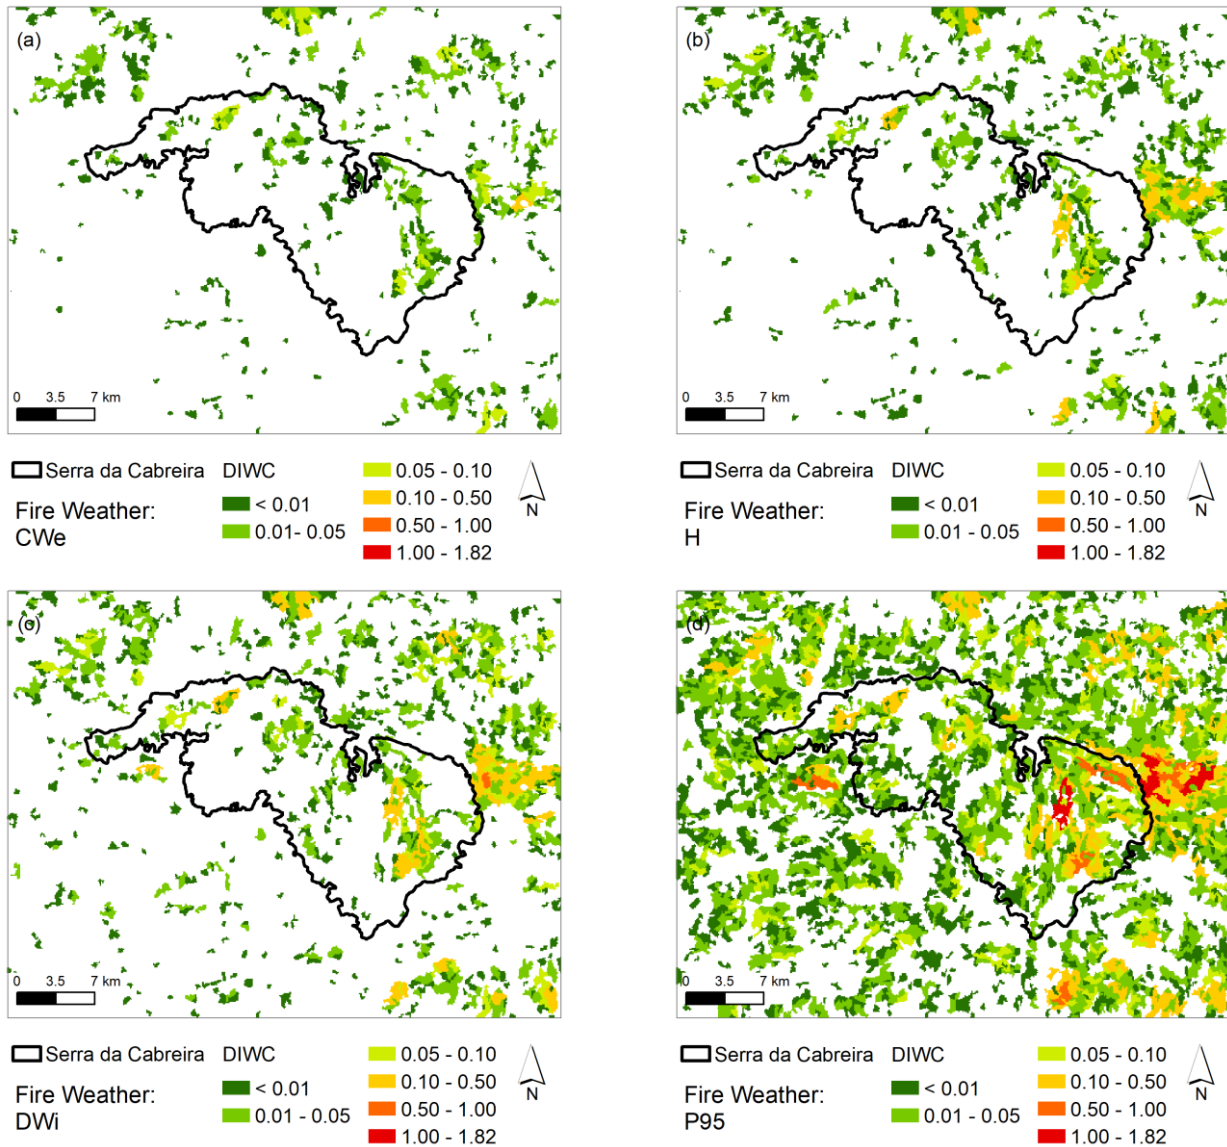 (a)
0 3.5 7 km
Serra da Cabreira DIWC
Fire Weather:
CWe
< 0.01
0.01- 0.05
0.05 - 0.10
0.10 - 0.50
0.50 - 1.00
1.00 - 1.82
N
(b)
0 3.5 7 km
Serra da Cabreira DIWC
Fire Weather:
H
< 0.01
0.01 - 0.05
0.05 - 0.10
0.10 - 0.50
0.50 - 1.00
1.00 - 1.82
N
(c)
0 3.5 7 km
Serra da Cabreira DIWC
Fire Weather:
DWi
< 0.01
0.01 - 0.05
0.05 - 0.10
0.10 - 0.50
0.50 - 1.00
1.00 - 1.82
N
(d)
0 3.5 7 km
Serra da Cabreira DIWC
Fire Weather:
P95
< 0.01
0.01 - 0.05
0.05 - 0.10
0.10 - 0.50
0.50 - 1.00
1.00 - 1.82
N